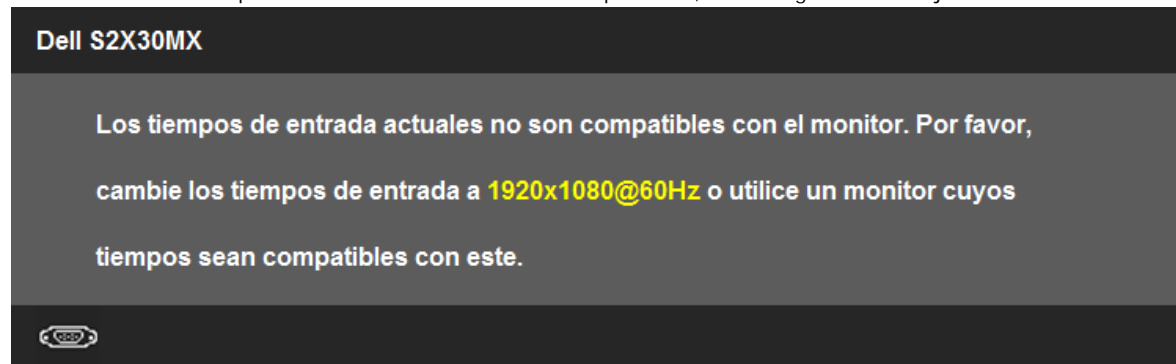 Dell S2X30MX
Los tiempos de entrada actuales no son compatibles con el monitor. Por favor,
cambie los tiempos de entrada a 1920x1080@60Hz o utilice un monitor cuyos
tiempos sean compatibles con este.